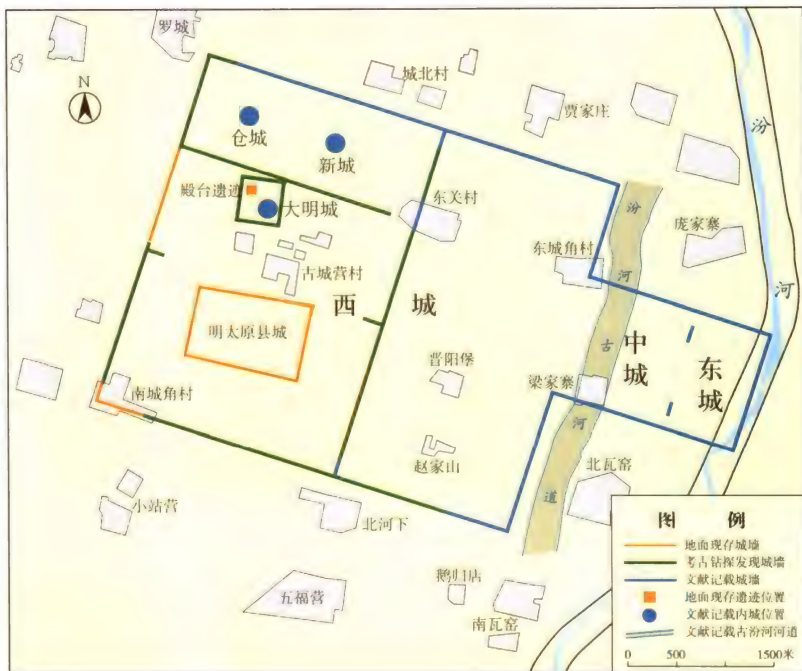 罗城
城北村
贾家庄
N
仓城
新城
殿台遗迹
大明城
东关村
汾
河
古
河
道
汾
河
庞家寨
东城角村
古城营村
西城
明太原县城
中城
东城
晋阳堡
梁家寨
南城角村
赵家山
小站营
北河下
北瓦窑
鹅归店
五福营
南瓦窑
图 例
地面现存城墙
考古钻探发现城墙
文献记载城墙
地面现存遗迹位置
文献记载内城位置
文献记载古汾河河道
0 500 1500米